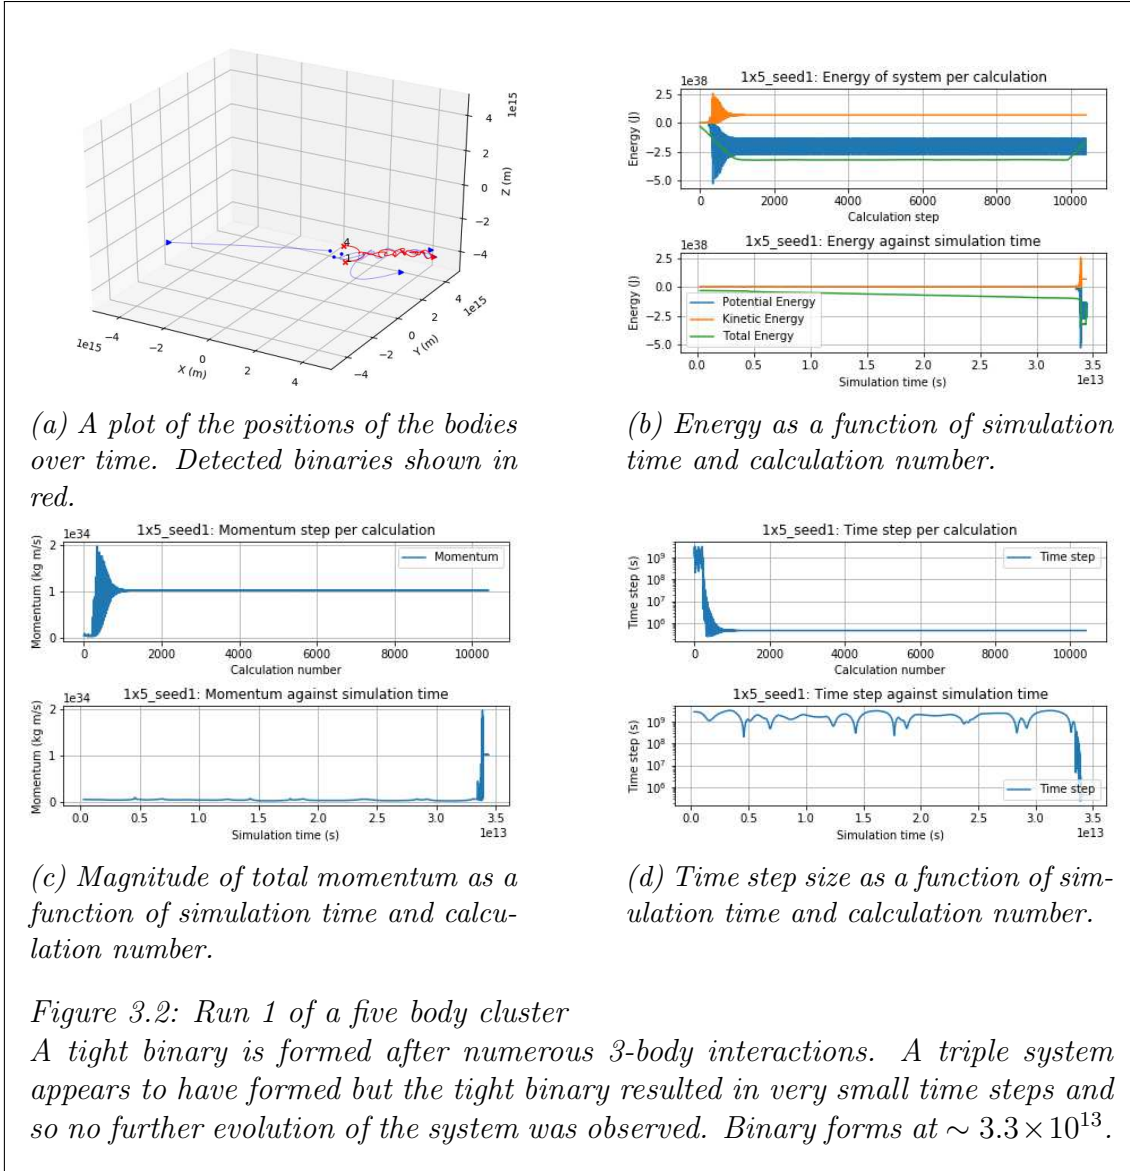 1e15
4
2
0
−2
−4
Z (m)
4
1
1e15
−4
−2
0
2
4
X (m)
−4
−2
0
2
4
1e15
Y (m)
(a) A plot of the positions of the bodies
over time. Detected binaries shown in
red.
1e38
1x5_seed1: Energy of system per calculation
Energy (J)
2.5
0.0
−2.5
−5.0
0
2000
4000
6000
8000
10000
Calculation step
1e38
1x5_seed1: Energy against simulation time
Energy (J)
2.5
0.0
−2.5
−5.0
Potential Energy
Kinetic Energy
Total Energy
0.0
0.5
1.0
1.5
2.0
2.5
3.0
3.5
Simulation time (s)
1e13
(b) Energy as a function of simulation
time and calculation number.
1e34
1x5_seed1: Momentum step per calculation
Momentum (kg m/s)
2
1
0
Momentum
0
2000
4000
6000
8000
10000
Calculation number
1e34
1x5_seed1: Momentum against simulation time
Momentum (kg m/s)
2
1
0
0.0
0.5
1.0
1.5
2.0
2.5
3.0
3.5
Simulation time (s)
1e13
(c) Magnitude of total momentum as a
function of simulation time and calcu-
lation number.
1x5_seed1: Time step per calculation
Time step (s)
10⁹
10⁸
10⁷
10⁶
Time step
0
2000
4000
6000
8000
10000
Calculation number
1x5_seed1: Time step against simulation time
Time step (s)
10⁹
10⁸
10⁷
10⁶
Time step
0.0
0.5
1.0
1.5
2.0
2.5
3.0
3.5
Simulation time (s)
1e13
(d) Time step size as a function of sim-
ulation time and calculation number.
Figure 3.2: Run 1 of a five body cluster
A tight binary is formed after numerous 3-body interactions. A triple system
appears to have formed but the tight binary resulted in very small time steps and
so no further evolution of the system was observed. Binary forms at ∼ 3.3×10¹³.